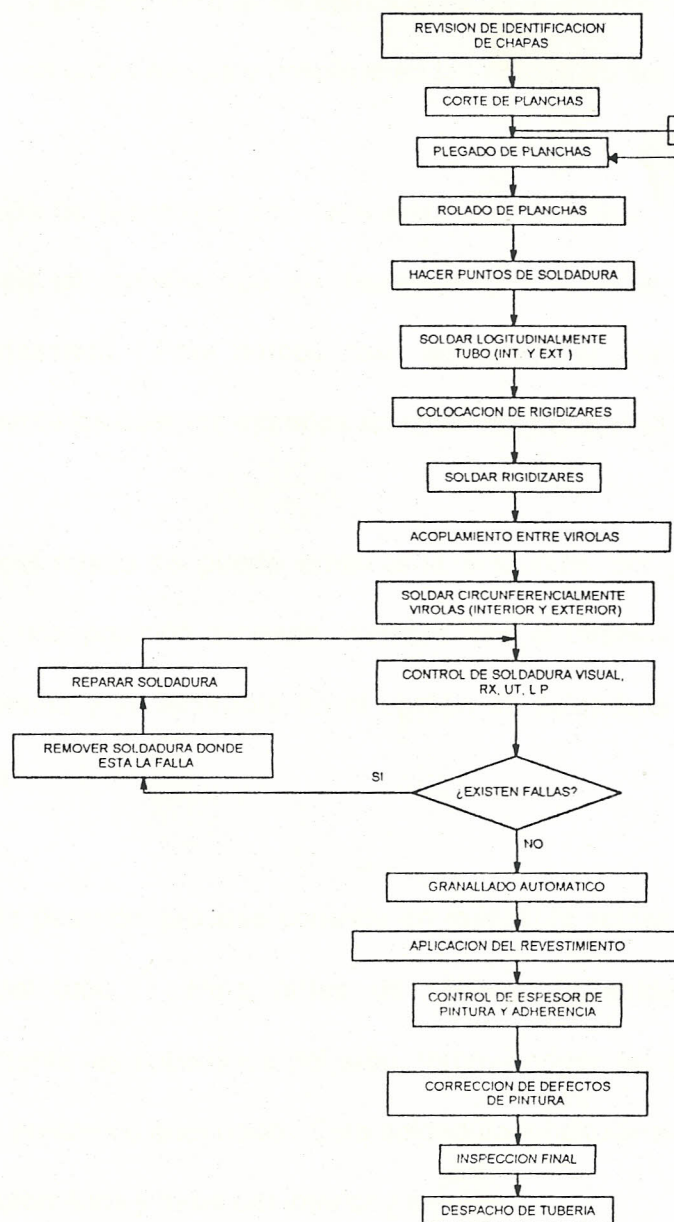 REVISION DE IDENTIFICACION
DE CHAPAS
CORTE DE PLANCHAS
PLEGADO DE PLANCHAS
ROLADO DE PLANCHAS
HACER PUNTOS DE SOLDADURA
SOLDAR LOGITUDINALMENTE
TUBO (INT. Y EXT )
COLOCACION DE RIGIDIZARES
SOLDAR RIGIDIZARES
ACOPLAMIENTO ENTRE VIROLAS
SOLDAR CIRCUNFERENCIALMENTE
VIROLAS (INTERIOR Y EXTERIOR)
REPARAR SOLDADURA
CONTROL DE SOLDADURA VISUAL,
RX, UT, L P
REMOVER SOLDADURA DONDE
ESTA LA FALLA
SI
¿EXISTEN FALLAS?
NO
GRANALLADO AUTOMATICO
APLICACION DEL REVESTIMIENTO
CONTROL DE ESPESOR DE
PINTURA Y ADHERENCIA
CORRECCION DE DEFECTOS
DE PINTURA
INSPECCION FINAL
DESPACHO DE TUBERIA